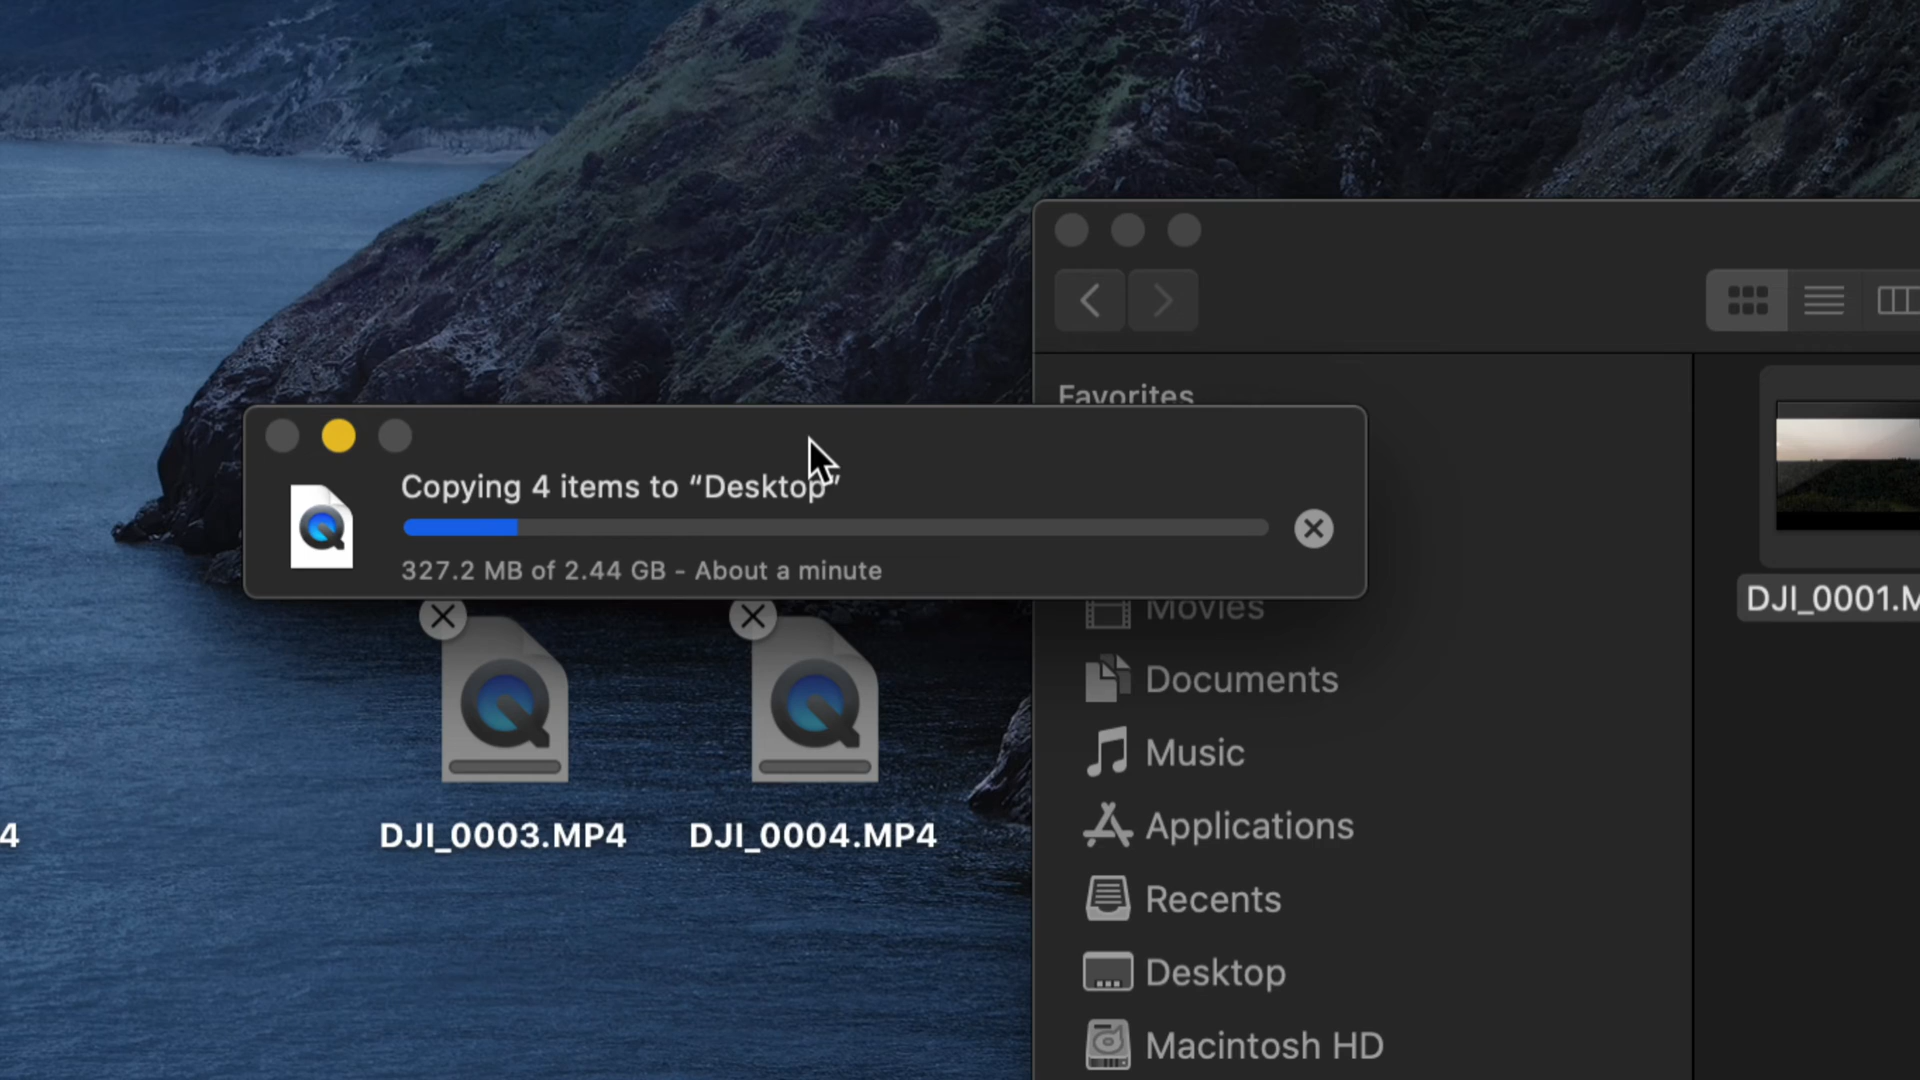 Favorites
Copying 4 items to “Desktop”
327.2 MB of 2.44 GB - About a minute
DJI_0001.M
Movies
Documents
Music
4
DJI_0003.MP4
DJI_0004.MP4
Applications
Recents
Desktop
Macintosh HD